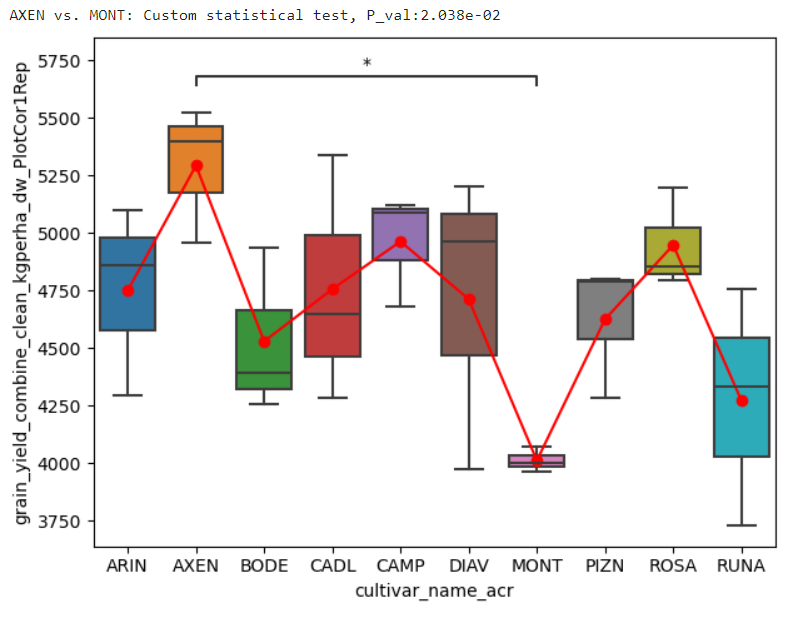 AXEN vs. MONT: Custom statistical test, P_val:2.038e-02
*
5750
5500
5250
5000
4750
4500
4250
4000
3750
grain_yield_combine_clean_kgperha_dw_PlotCor1Rep
ARIN AXEN BODE CADL CAMP DIAV MONT PIZN ROSA RUNA
cultivar_name_acr